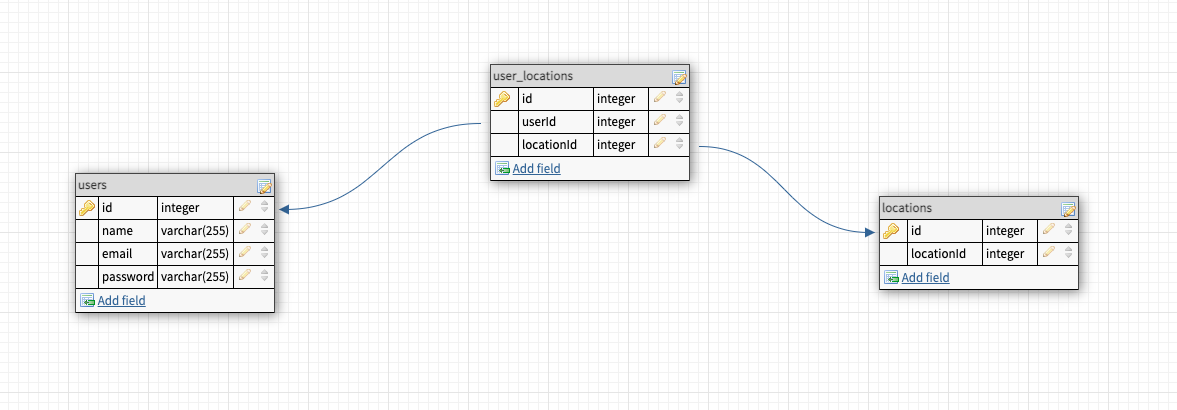 user_locations
id integer
userId integer
locationId integer
Add field
users
id integer
name varchar(255)
email varchar(255)
password varchar(255)
Add field
locations
id integer
locationId integer
Add field